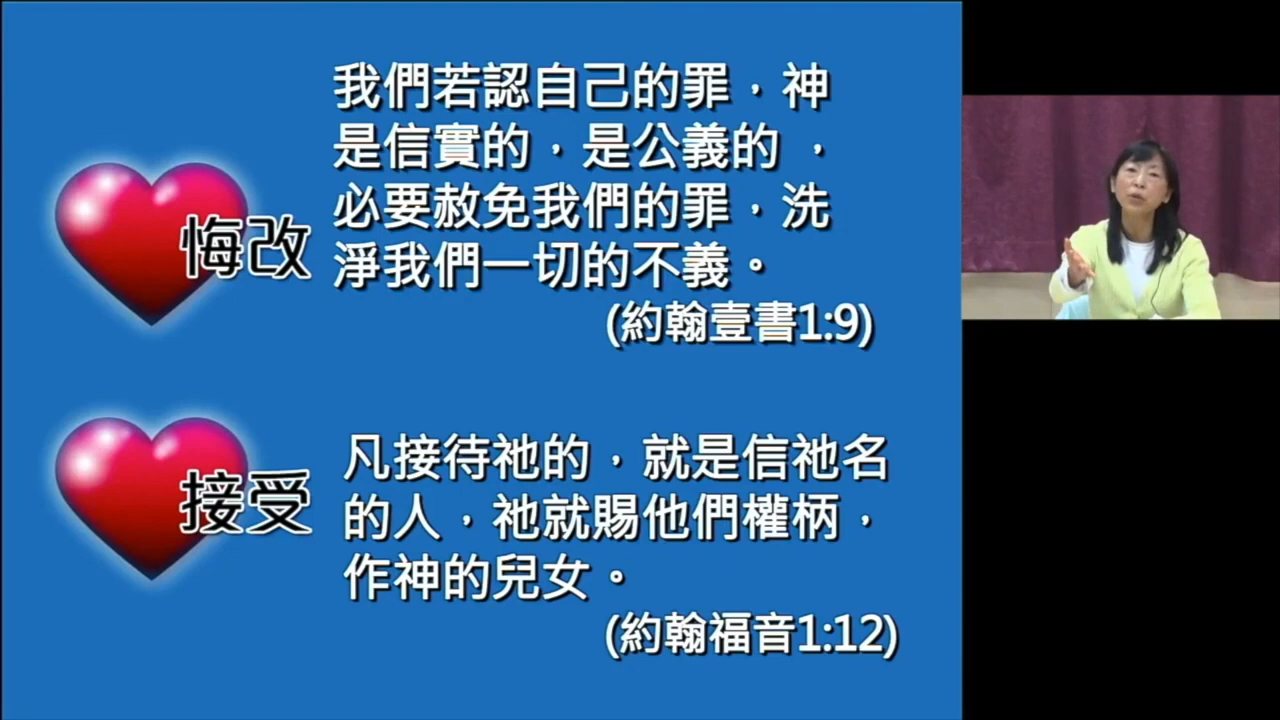 悔改
我們若認自己的罪，神
是信實的，是公義的 ，
必要赦免我們的罪，洗
淨我們一切的不義。
(約翰壹書1:9)
接受
凡接待祂的，就是信祂名
的人，祂就賜他們權柄，
作神的兒女。
(約翰福音1:12)